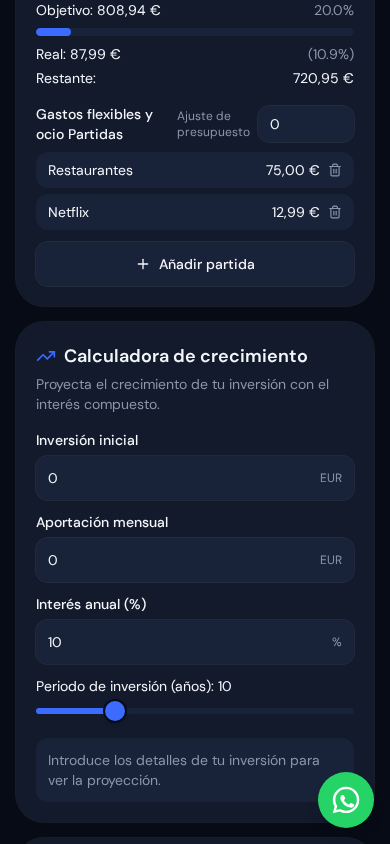 Objetivo: 808,94 € 20.0%
Real: 87,99 € (10.9%)
Restante: 720,95 €
Gastos flexibles y ocio Partidas
Ajuste de presupuesto
0
Restaurantes 75,00 €
Netflix 12,99 €
Añadir partida
Calculadora de crecimiento
Proyecta el crecimiento de tu inversión con el
interés compuesto.
Inversión inicial
0 EUR
Aportación mensual
0 EUR
Interés anual (%)
10 %
Periodo de inversión (años): 10
Introduce los detalles de tu inversión para
ver la proyección.